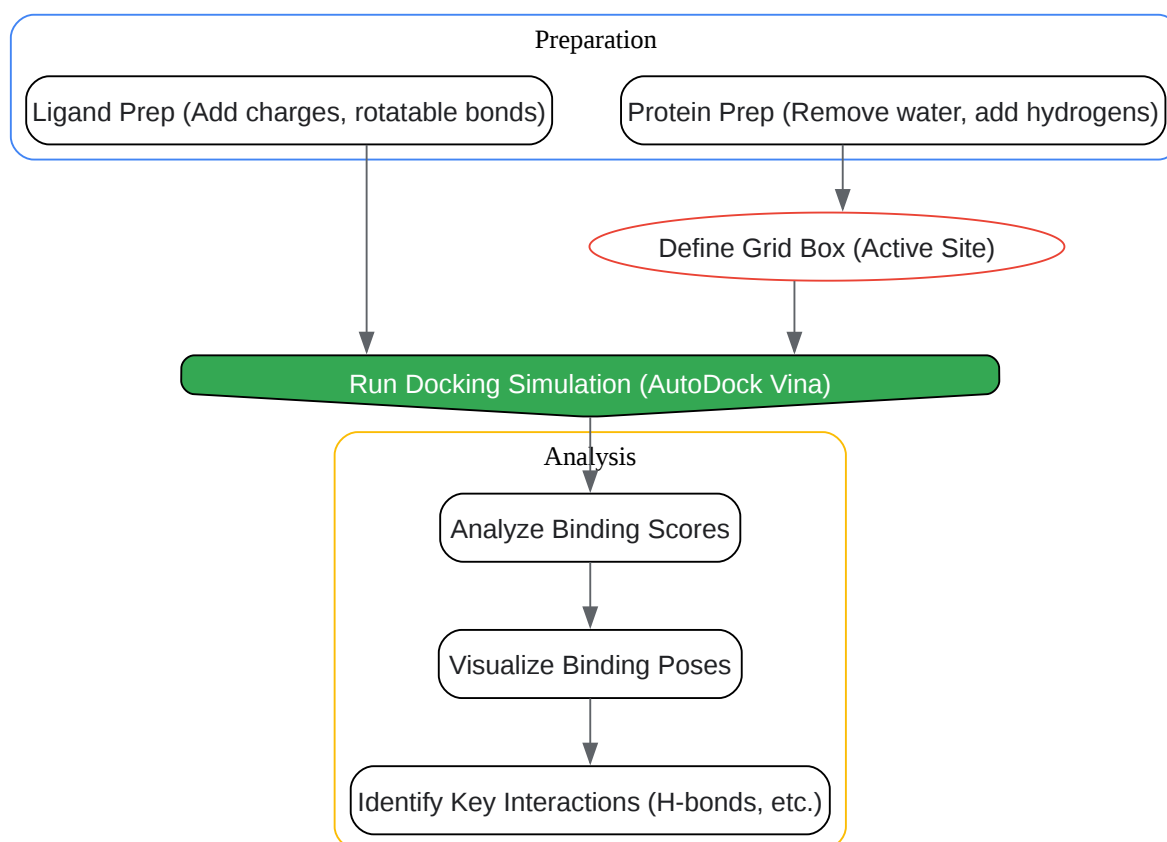 Preparation
Ligand Prep (Add charges, rotatable bonds)
Protein Prep (Remove water, add hydrogens)
Define Grid Box (Active Site)
Run Docking Simulation (AutoDock Vina)
Analysis
Analyze Binding Scores
Visualize Binding Poses
Identify Key Interactions (H-bonds, etc.)